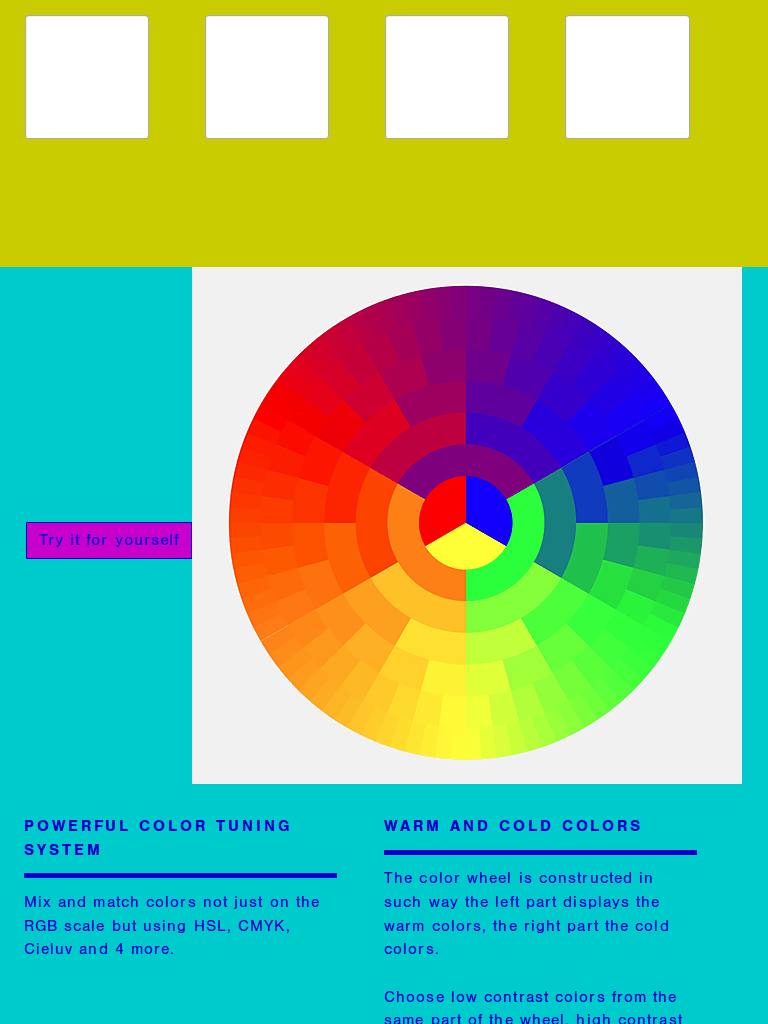 Try it for yourself
POWERFUL COLOR TUNING
SYSTEM
Mix and match colors not just on the
RGB scale but using HSL, CMYK,
Cieluv and 4 more.
WARM AND COLD COLORS
The color wheel is constructed in
such way the left part displays the
warm colors, the right part the cold
colors.
Choose low contrast colors from the
same part of the wheel, high contrast